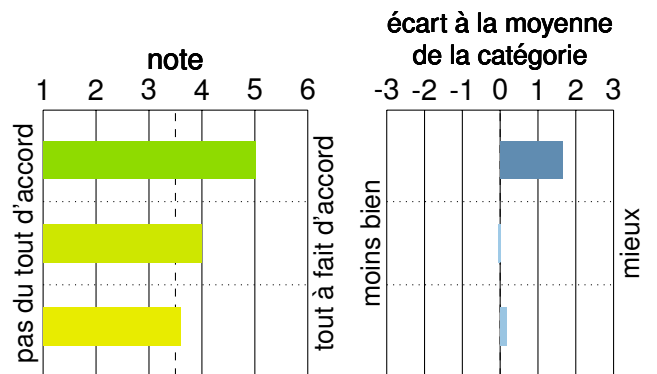 note
1 2 3 4 5 6
pas du tout d'accord
tout à fait d'accord
écart à la moyenne
de la catégorie
-3 -2 -1 0 1 2 3
moins bien
mieux